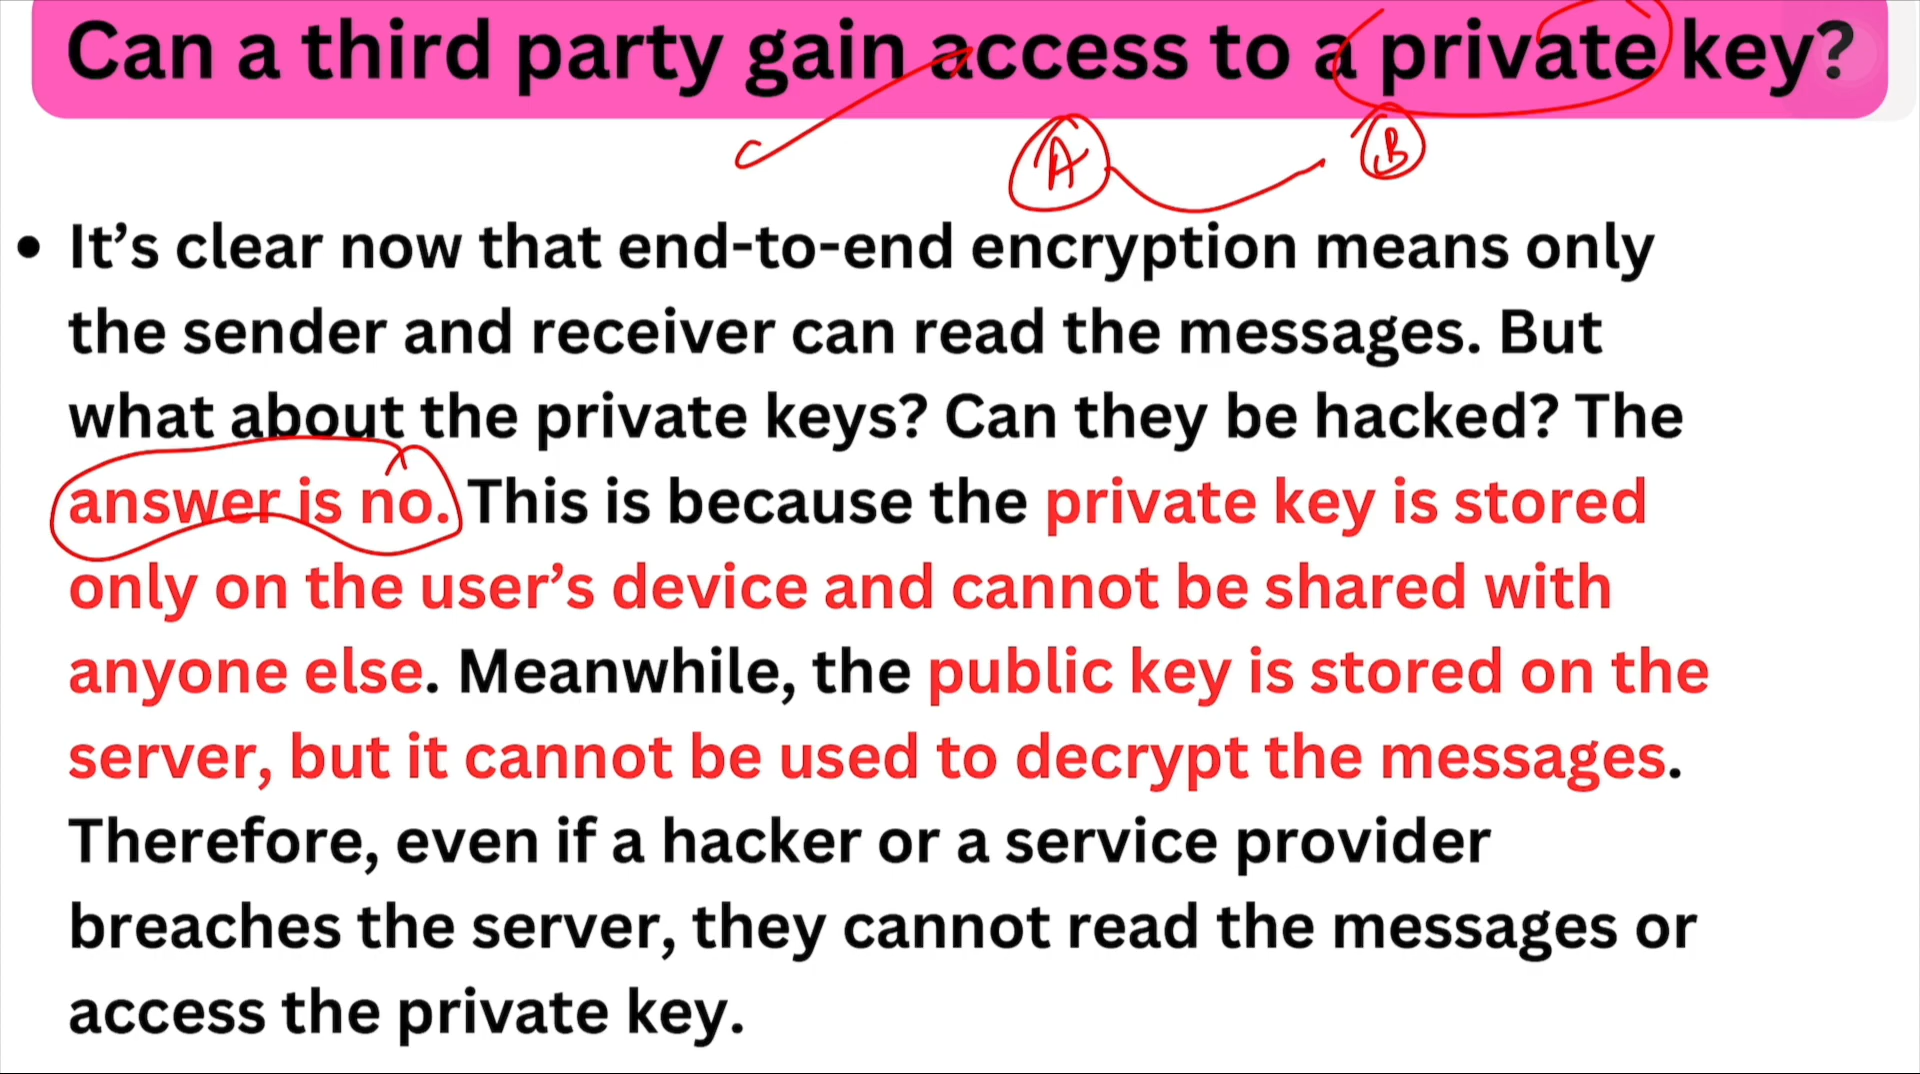 Can a third party gain access to a private key?
A B
• It’s clear now that end-to-end encryption means only
the sender and receiver can read the messages. But
what about the private keys? Can they be hacked? The
answer is no. This is because the private key is stored
only on the user’s device and cannot be shared with
anyone else. Meanwhile, the public key is stored on the
server, but it cannot be used to decrypt the messages.
Therefore, even if a hacker or a service provider
breaches the server, they cannot read the messages or
access the private key.